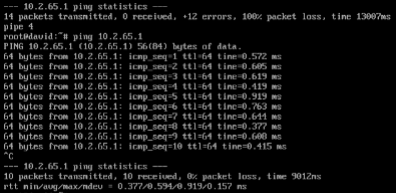 --- 10.2.65.1 ping statistics ---
14 packets transmitted, 0 received, +12 errors, 100% packet loss, time 13007ms
pipe 4
root@david:~# ping 10.2.65.1
PING 10.2.65.1 (10.2.65.1) 56(84) bytes of data.
64 bytes from 10.2.65.1: icmp_seq=1 ttl=64 time=0.572 ms
64 bytes from 10.2.65.1: icmp_seq=2 ttl=64 time=0.605 ms
64 bytes from 10.2.65.1: icmp_seq=3 ttl=64 time=0.619 ms
64 bytes from 10.2.65.1: icmp_seq=4 ttl=64 time=0.419 ms
64 bytes from 10.2.65.1: icmp_seq=5 ttl=64 time=0.919 ms
64 bytes from 10.2.65.1: icmp_seq=6 ttl=64 time=0.763 ms
64 bytes from 10.2.65.1: icmp_seq=7 ttl=64 time=0.644 ms
64 bytes from 10.2.65.1: icmp_seq=8 ttl=64 time=0.377 ms
64 bytes from 10.2.65.1: icmp_seq=9 ttl=64 time=0.608 ms
64 bytes from 10.2.65.1: icmp_seq=10 ttl=64 time=0.415 ms
^C
--- 10.2.65.1 ping statistics ---
10 packets transmitted, 10 received, 0% packet loss, time 9012ms
rtt min/avg/max/mdev = 0.377/0.594/0.919/0.157 ms